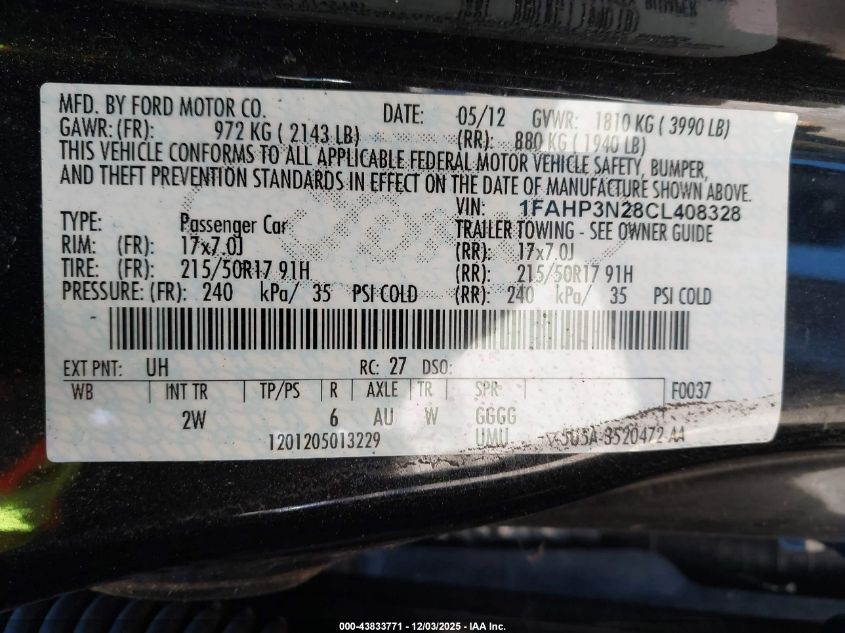 MFD. BY FORD MOTOR CO. DATE: 05/12 GVWR: 1810 KG ( 3990 LB)
GAWR: (FR): 972 KG ( 2143 LB) (RR): 880 KG ( 1940 LB)
THIS VEHICLE CONFORMS TO ALL APPLICABLE FEDERAL MOTOR VEHICLE SAFETY, BUMPER,
AND THEFT PREVENTION STANDARDS IN EFFECT ON THE DATE OF MANUFACTURE SHOWN ABOVE.
VIN: 1FAHP3N28CL408328
TYPE: Passenger Car TRAILER TOWING - SEE OWNER GUIDE
RIM: (FR): 17x7.0J (RR): 17x7.0J
TIRE: (FR): 215/50R17 91H (RR): 215/50R17 91H
PRESSURE: (FR): 240 kPa/ 35 PSI COLD (RR): 240 kPa/ 35 PSI COLD
EXT PNT: UH RC: 27 DSO:
WB INT TR TP/PS R AXLE TR SPR F0037
2W 6 AU W GGGG
1201205013229 UMU 5U5A-3520472-AA
000-43833771 - 12/03/2025 - IAA Inc.